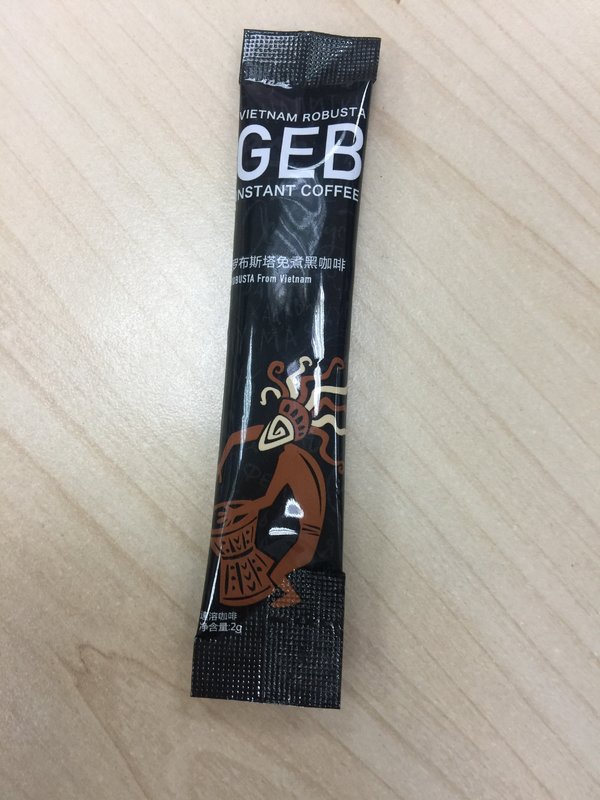 VIETNAM ROBUSTA
GEB
INSTANT COFFEE
罗布斯塔免煮黑咖啡
ROBUSTA From Vietnam
速溶咖啡
净含量:2g